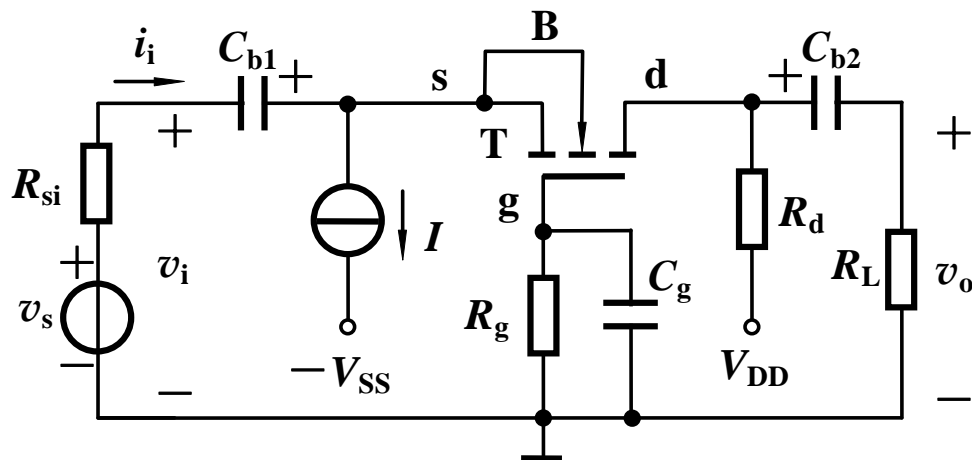 B
i_i
C_b1
+
s
d
+
C_b2
+
T
+
R_si
g
I
R_d
+
v_i
C_g
R_L
v_o
v_s
R_g
−
−V_SS
V_DD
−
−